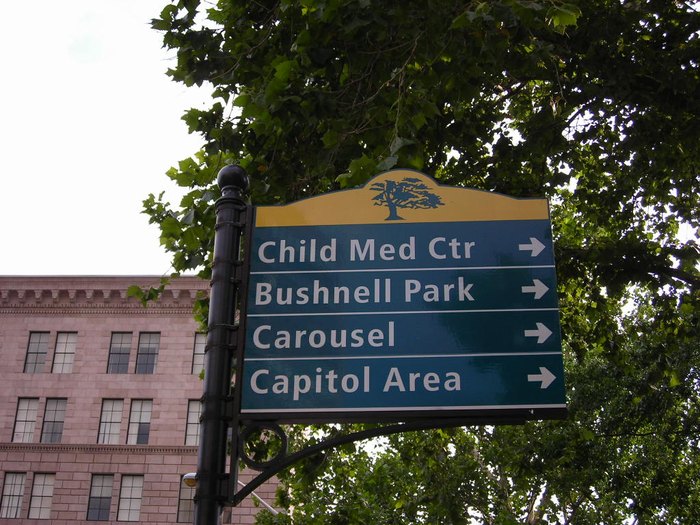 Child Med Ctr →
Bushnell Park →
Carousel →
Capitol Area →